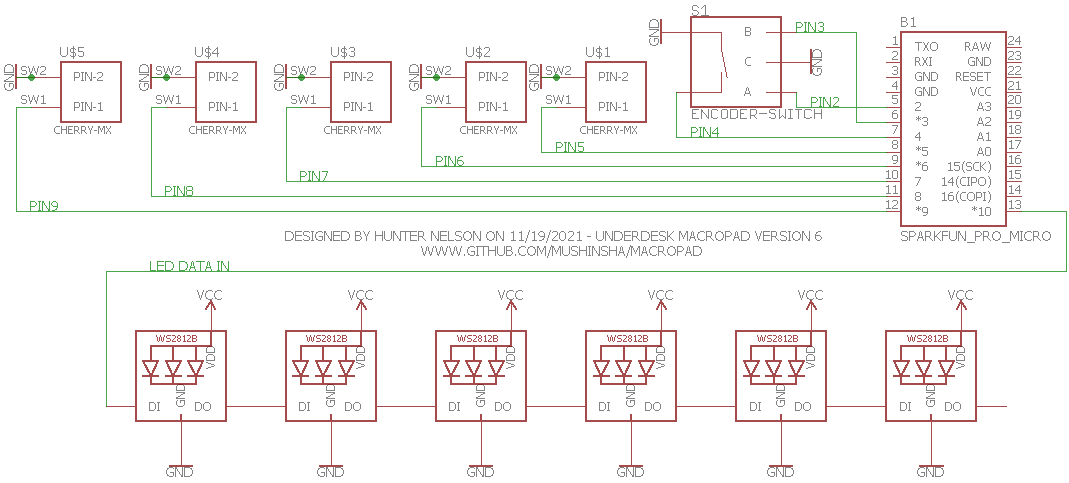 S1
B1
GND
B
PIN3
C
GND
A
PIN2
ENCODER-SWITCH
PIN4
U$5
U$4
U$3
U$2
U$1
GND SW2 PIN-2
GND SW2 PIN-2
GND SW2 PIN-2
GND SW2 PIN-2
GND SW2 PIN-2
SW1 PIN-1
SW1 PIN-1
SW1 PIN-1
SW1 PIN-1
SW1 PIN-1
CHERRY-MX
CHERRY-MX
CHERRY-MX
CHERRY-MX
CHERRY-MX
1 TXO RAW 24
2 RXI GND 23
3 GND RESET 22
4 GND VCC 21
5 2 A3 20
6 *3 A2 19
7 4 A1 18
8 *5 A0 17
9 *6 15(SCK) 16
10 7 14(CIPO) 15
11 8 16(COPI) 14
12 *9 *10 13
SPARKFUN_PRO_MICRO
PIN5
PIN6
PIN7
PIN8
PIN9
DESIGNED BY HUNTER NELSON ON 11/19/2021 - UNDERDESK MACROPAD VERSION 6
WWW.GITHUB.COM/MUSHINSHA/MACROPAD
LED DATA IN
VCC
VCC
VCC
VCC
VCC
VCC
WS2812B
WS2812B
WS2812B
WS2812B
WS2812B
WS2812B
VDD
VDD
VDD
VDD
VDD
VDD
DI GND DO
DI GND DO
DI GND DO
DI GND DO
DI GND DO
DI GND DO
GND
GND
GND
GND
GND
GND